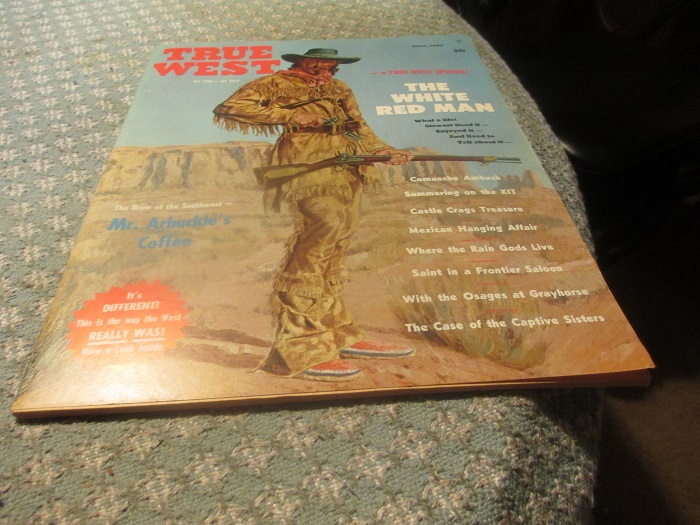 TRUE
WEST
25¢
—a TRUE WEST SPECIAL!
THE
WHITE
RED MAN
What a life!
Stewart lived it—
Enjoyed it—
And lived to
Tell about it—
Comanche Ambush
Summering on the XIT
Castle Crags Treasure
Mexican Hanging Affair
Where the Rain Gods Live
Saint in a Frontier Saloon
With the Osages at Grayhorse
The Case of the Captive Sisters
The Brew of the Southwest —
Mr. Arbuckle's
Coffee
It's
DIFFERENT!
This is the way the West
REALLY WAS!